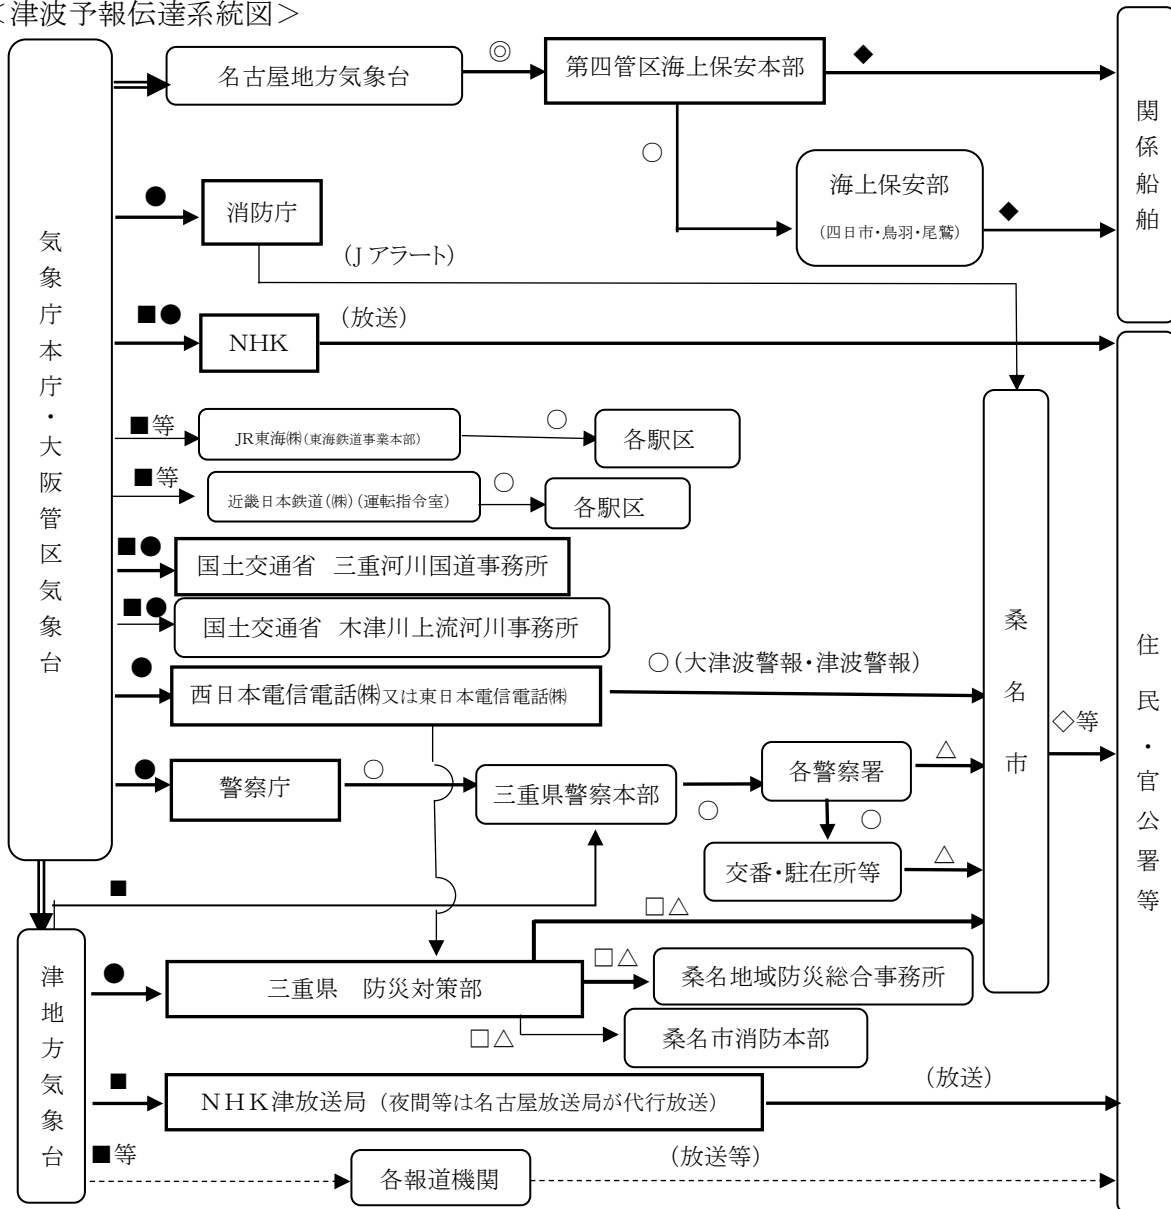 <津波予報伝達系統図>
気象庁本庁・大阪管区気象台
名古屋地方気象台
◎
第四管区海上保安本部
◆
関係船舶
○
海上保安部
(四日市・鳥羽・尾鷲)
◆
●
消防庁
(Jアラート)
■●
NHK
(放送)
■等
JR東海㈱(東海鉄道事業本部)
○
各駅区
■等
近畿日本鉄道(㈱)(運転指令室)
○
各駅区
■●
国土交通省 三重河川国道事務所
■●
国土交通省 木津川上流河川事務所
●
西日本電信電話㈱又は東日本電信電話㈱
○(大津波警報・津波警報)
桑名市
◇等
住民・官公署等
●
警察庁
○
三重県警察本部
○
各警察署
△
○
交番・駐在所等
△
■
津地方気象台
●
三重県 防災対策部
□△
□△
桑名地域防災総合事務所
□△
桑名市消防本部
■
NHK津放送局(夜間等は名古屋放送局が代行放送)
(放送)
■等
各報道機関
(放送等)